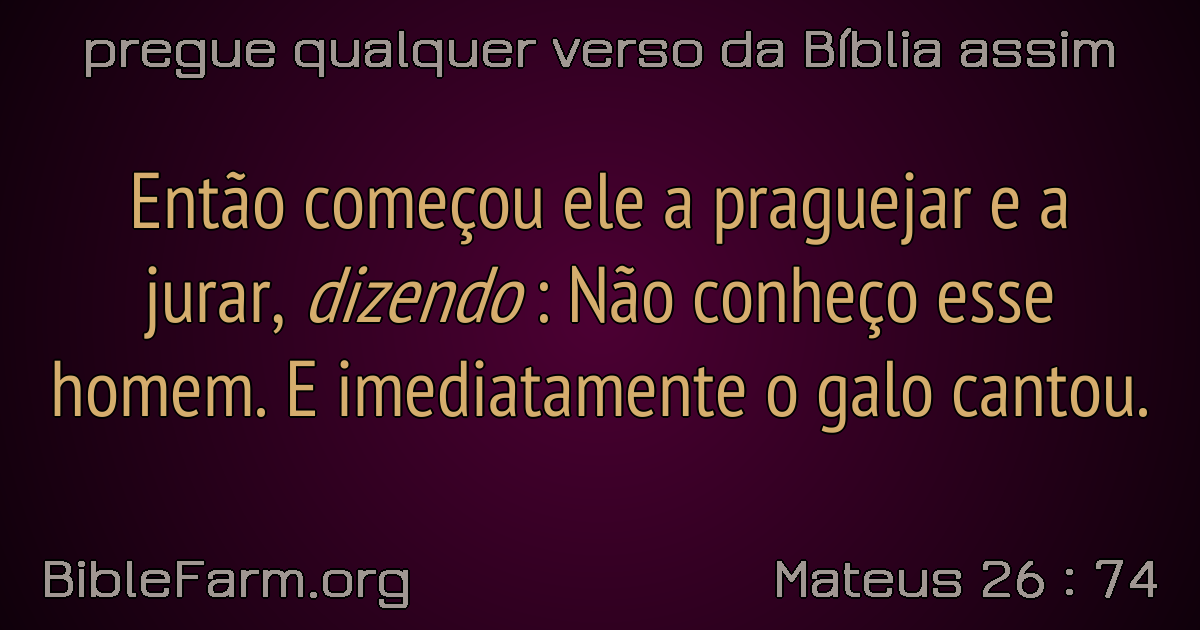 pregue qualquer verso da Bíblia assim
Então começou ele a praguejar e a
jurar, dizendo : Não conheço esse
homem. E imediatamente o galo cantou.
BibleFarm.org
Mateus 26 : 74